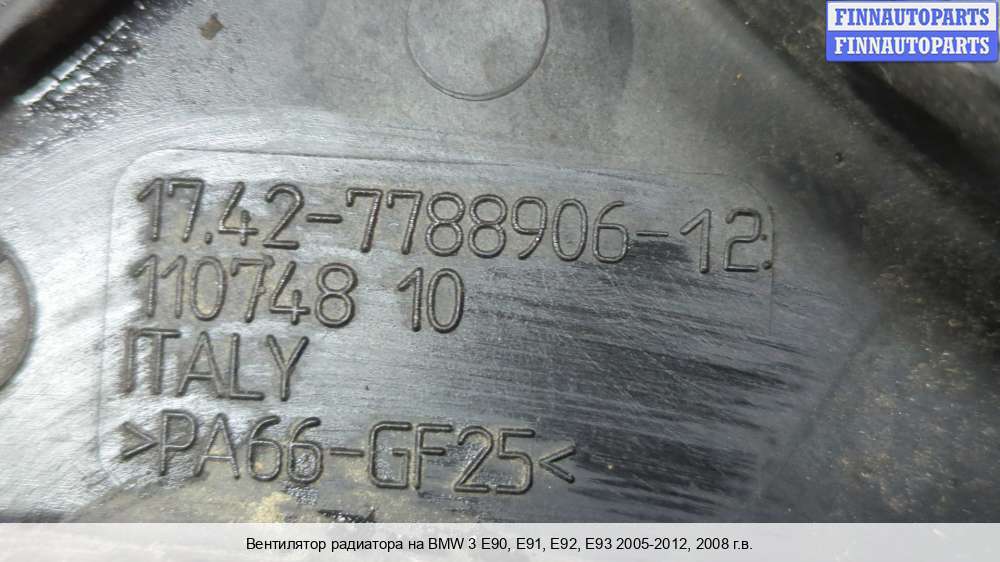 FINNAUTOPARTS
FINNAUTOPARTS
17.42-7788906-12
110748 10
ITALY
>PA66-GF25<
Вентилятор радиатора на BMW 3 E90, E91, E92, E93 2005-2012, 2008 г.в.